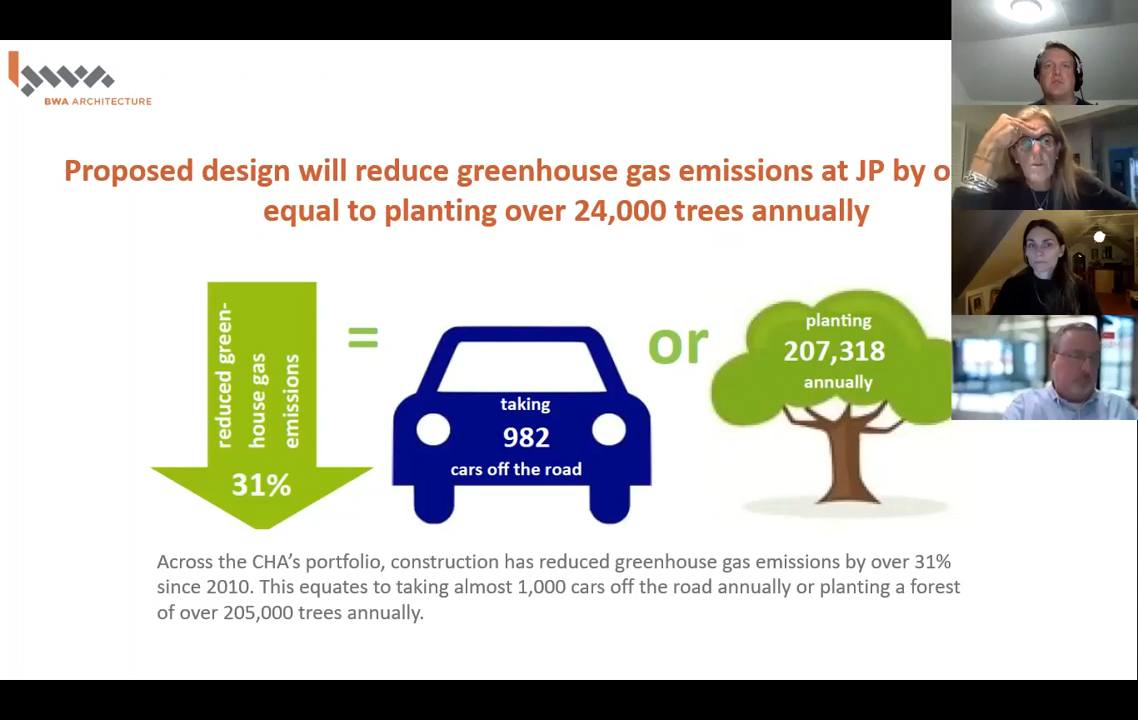 BWA ARCHITECTURE
Proposed design will reduce greenhouse gas emissions at JP by
equal to planting over 24,000 trees annually
reduced green-
house gas
emissions
31%
=
taking
982
cars off the road
or
planting
207,318
annually
Across the CHA's portfolio, construction has reduced greenhouse gas emissions by over 31%
since 2010. This equates to taking almost 1,000 cars off the road annually or planting a forest
of over 205,000 trees annually.